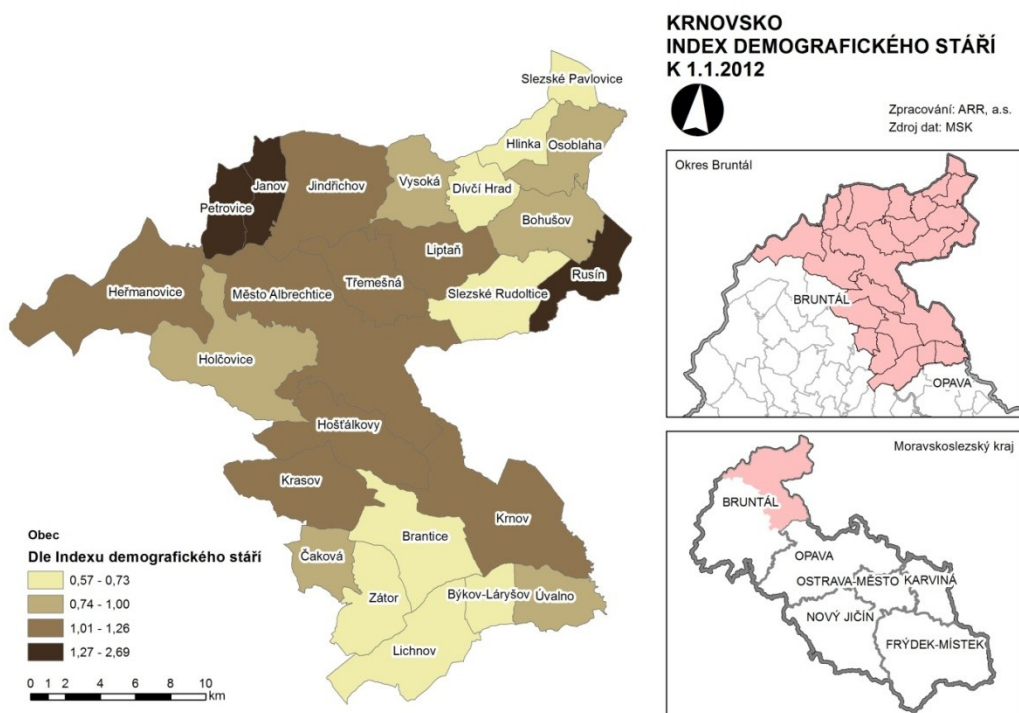 KRNOVSKO
INDEX DEMOGRAFICKÉHO STÁŘÍ
K 1.1.2012
Zpracování: ARR, a.s.
Zdroj dat: MSK
Slezské Pavlovice
Hlinka
Osoblaha
Janov
Jindřichov
Vysoká
Dívčí Hrad
Petrovice
Bohušov
Liptaň
Rusín
Heřmanovice
Město Albrechtice
Třemešná
Slezské Rudoltice
Holčovice
Hošťálkovy
Krasov
Krnov
Brantice
Čaková
Zátor
Býkov-Láryšov
Úvalno
Lichnov
Obec
Dle Indexu demografického stáří
0,57 - 0,73
0,74 - 1,00
1,01 - 1,26
1,27 - 2,69
0 1 2 4 6 8 10
km
Okres Bruntál
BRUNTÁL
OPAVA
Moravskoslezský kraj
BRUNTÁL
OPAVA
OSTRAVA-MĚSTO
KARVINÁ
NOVÝ JIČÍN
FRÝDEK-MÍSTEK